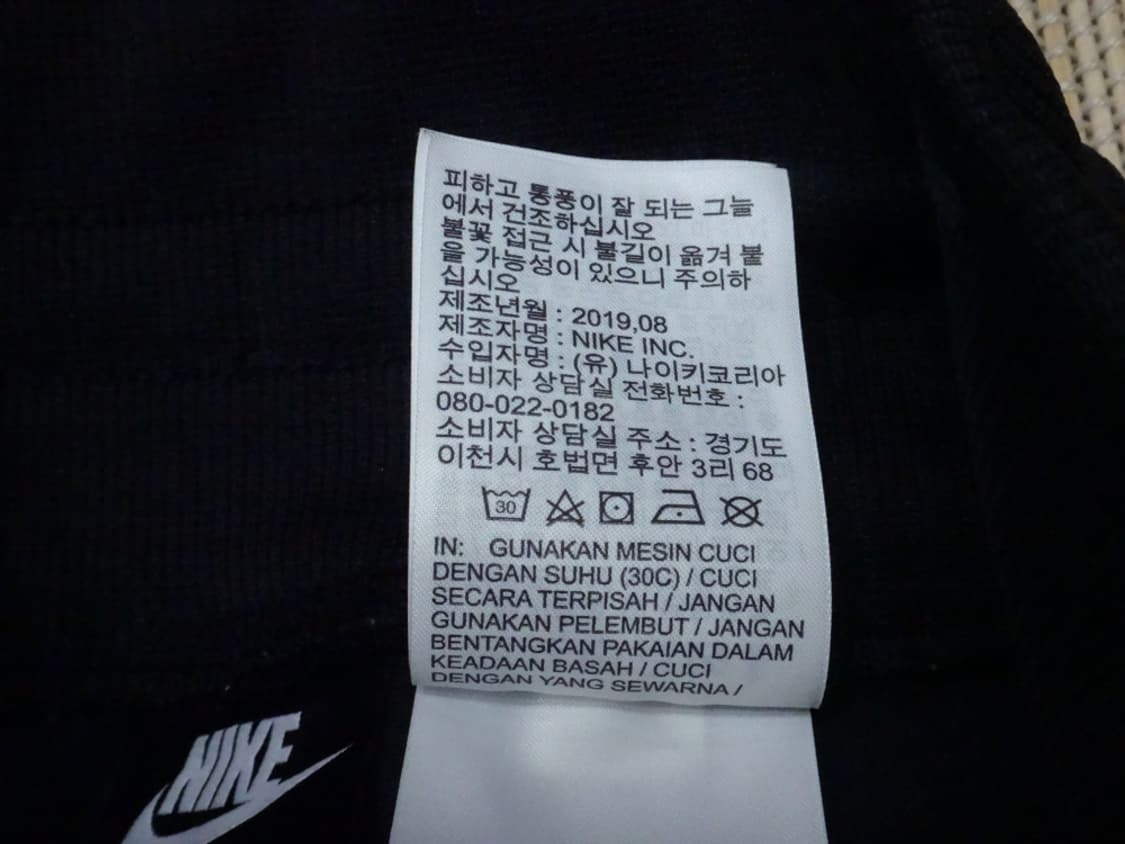 피하고 통풍이 잘 되는 그늘
에서 건조하십시오
불꽃 접근 시 불길이 옮겨 붙
을 가능성이 있으니 주의하
십시오
제조년월 : 2019,08
제조자명 : NIKE INC.
수입자명 : (유) 나이키코리아
소비자 상담실 전화번호 :
080-022-0182
소비자 상담실 주소 : 경기도
이천시 호법면 후안 3리 68
30
IN: GUNAKAN MESIN CUCI
DENGAN SUHU (30C) / CUCI
SECARA TERPISAH / JANGAN
GUNAKAN PELEMBUT / JANGAN
BENTANGKAN PAKAIAN DALAM
KEADAAN BASAH / CUCI
DENGAN YANG SEWARNA /
NIKE